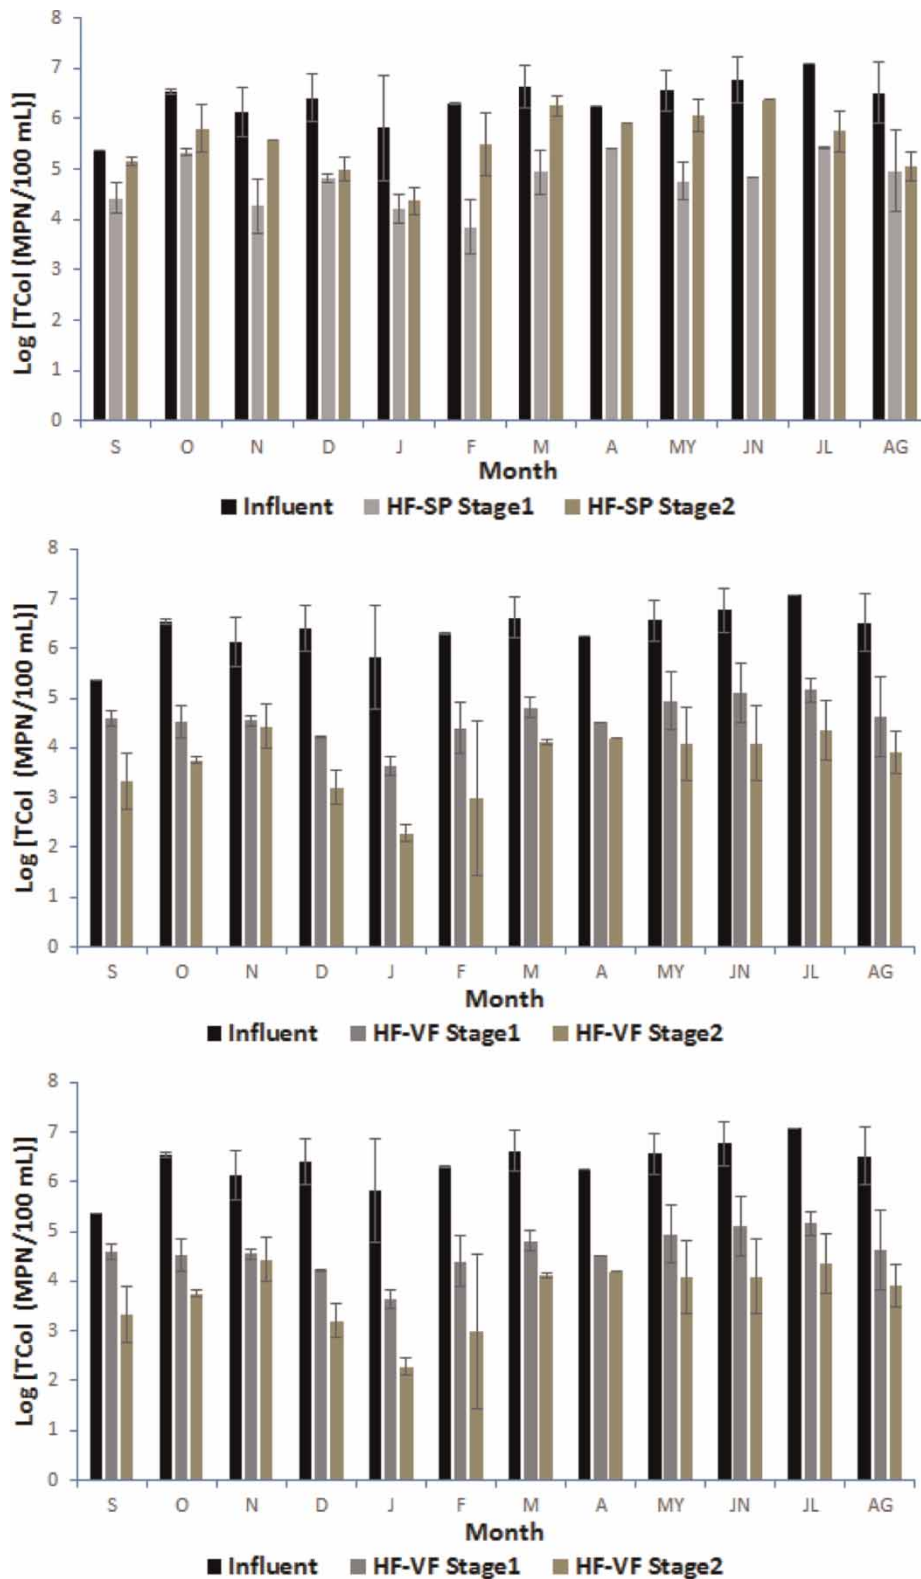 8
7
6
5
4
3
2
1
0
Log [TCol (MPN/100 mL)]
S O N D J F M A MY JN JL AG
Month
Influent HF-SP Stage1 HF-SP Stage2
8
7
6
5
4
3
2
1
0
Log [TCol (MPN/100 mL)]
S O N D J F M A MY JN JL AG
Month
Influent HF-VF Stage1 HF-VF Stage2
8
7
6
5
4
3
2
1
0
Log [TCol (MPN/100 mL)]
S O N D J F M A MY JN JL AG
Month
Influent HF-VF Stage1 HF-VF Stage2